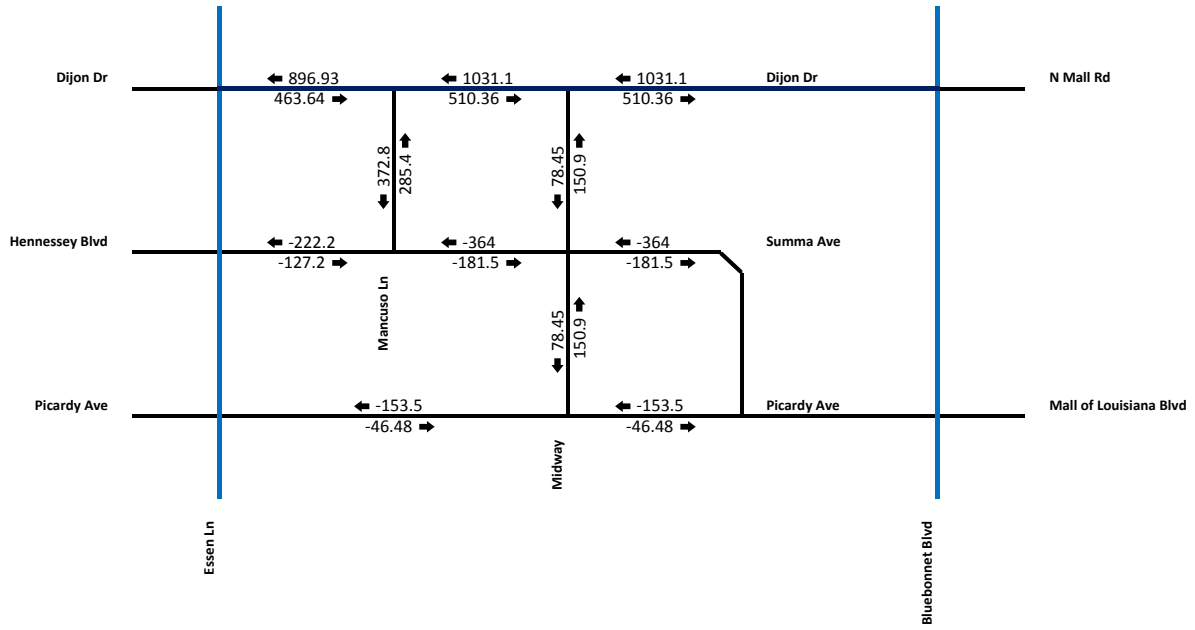 896.93
1031.1
1031.1
Dijon Dr
Dijon Dr
N Mall Rd
463.64
510.36
510.36
372.8
285.4
78.45
150.9
Hennessey Blvd
-222.2
-364
-364
Summa Ave
-127.2
-181.5
-181.5
Mancuso Ln
78.45
150.9
Picardy Ave
-153.5
-153.5
Picardy Ave
Mall of Louisiana Blvd
-46.48
-46.48
Midway
Essen Ln
Bluebonnet Blvd